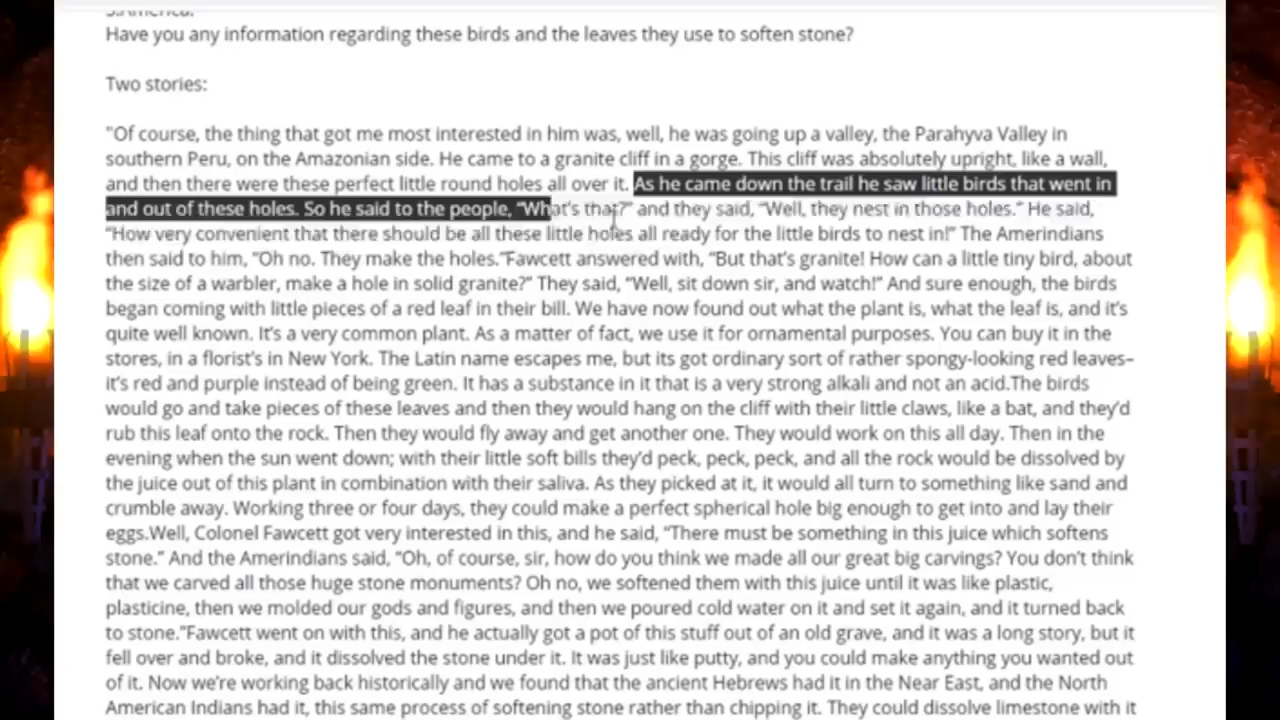 S.America.
Have you any information regarding these birds and the leaves they use to soften stone?
Two stories:
"Of course, the thing that got me most interested in him was, well, he was going up a valley, the Parahyva Valley in
southern Peru, on the Amazonian side. He came to a granite cliff in a gorge. This cliff was absolutely upright, like a wall,
and then there were these perfect little round holes all over it. As he came down the trail he saw little birds that went in
and out of these holes. So he said to the people, “What’s that?” and they said, “Well, they nest in those holes.” He said,
“How very convenient that there should be all these little holes all ready for the little birds to nest in!” The Amerindians
then said to him, “Oh no. They make the holes.”Fawcett answered with, “But that’s granite! How can a little tiny bird, about
the size of a warbler, make a hole in solid granite?” They said, “Well, sit down sir, and watch!” And sure enough, the birds
began coming with little pieces of a red leaf in their bill. We have now found out what the plant is, what the leaf is, and it’s
quite well known. It’s a very common plant. As a matter of fact, we use it for ornamental purposes. You can buy it in the
stores, in a florist’s in New York. The Latin name escapes me, but its got ordinary sort of rather spongy-looking red leaves–
it’s red and purple instead of being green. It has a substance in it that is a very strong alkali and not an acid.The birds
would go and take pieces of these leaves and then they would hang on the cliff with their little claws, like a bat, and they’d
rub this leaf onto the rock. Then they would fly away and get another one. They would work on this all day. Then in the
evening when the sun went down; with their little soft bills they’d peck, peck, peck, and all the rock would be dissolved by
the juice out of this plant in combination with their saliva. As they picked at it, it would all turn to something like sand and
crumble away. Working three or four days, they could make a perfect spherical hole big enough to get into and lay their
eggs.Well, Colonel Fawcett got very interested in this, and he said, “There must be something in this juice which softens
stone.” And the Amerindians said, “Oh, of course, sir, how do you think we made all our great big carvings? You don’t think
that we carved all those huge stone monuments? Oh no, we softened them with this juice until it was like plastic,
plasticine, then we molded our gods and figures, and then we poured cold water on it and set it again, and it turned back
to stone.”Fawcett went on with this, and he actually got a pot of this stuff out of an old grave, and it was a long story, but it
fell over and broke, and it dissolved the stone under it. It was just like putty, and you could make anything you wanted out
of it. Now we’re working back historically and we found that the ancient Hebrews had it in the Near East, and the North
American Indians had it, this same process of softening stone rather than chipping it. They could dissolve limestone with it